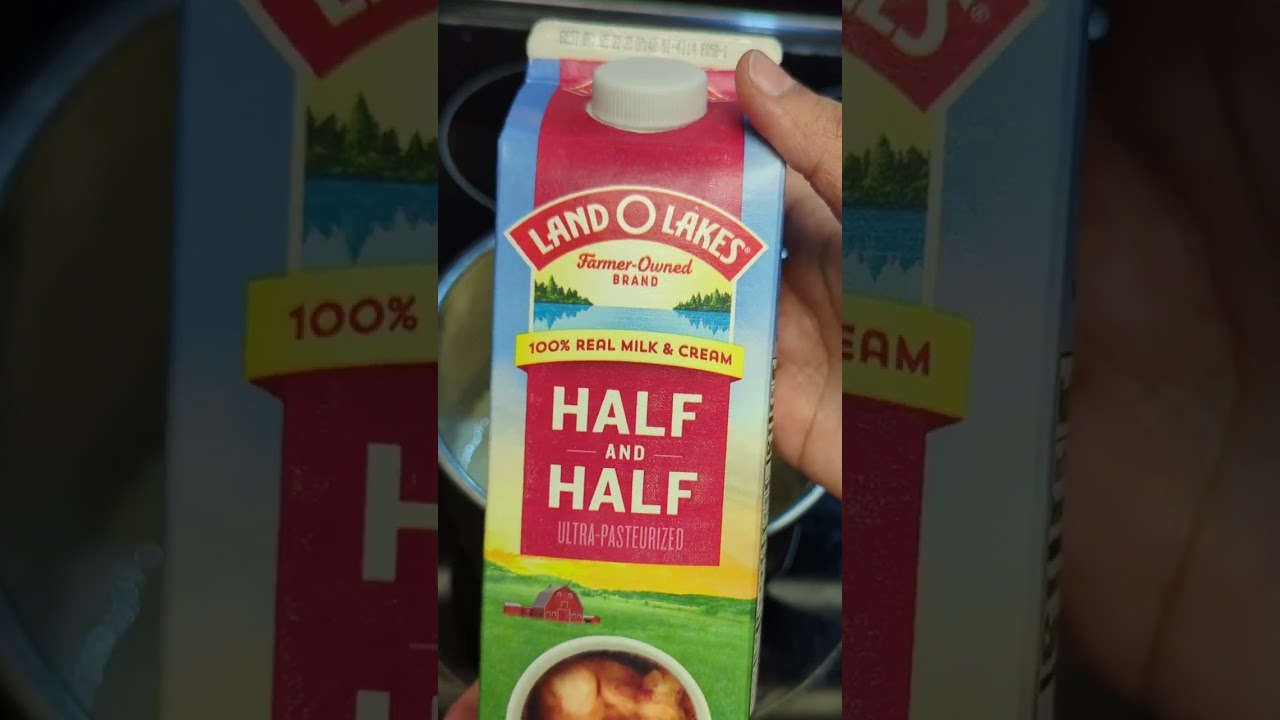 LAND O LAKES®
Farmer-Owned
BRAND
100% REAL MILK & CREAM
HALF
AND
HALF
ULTRA-PASTEURIZED